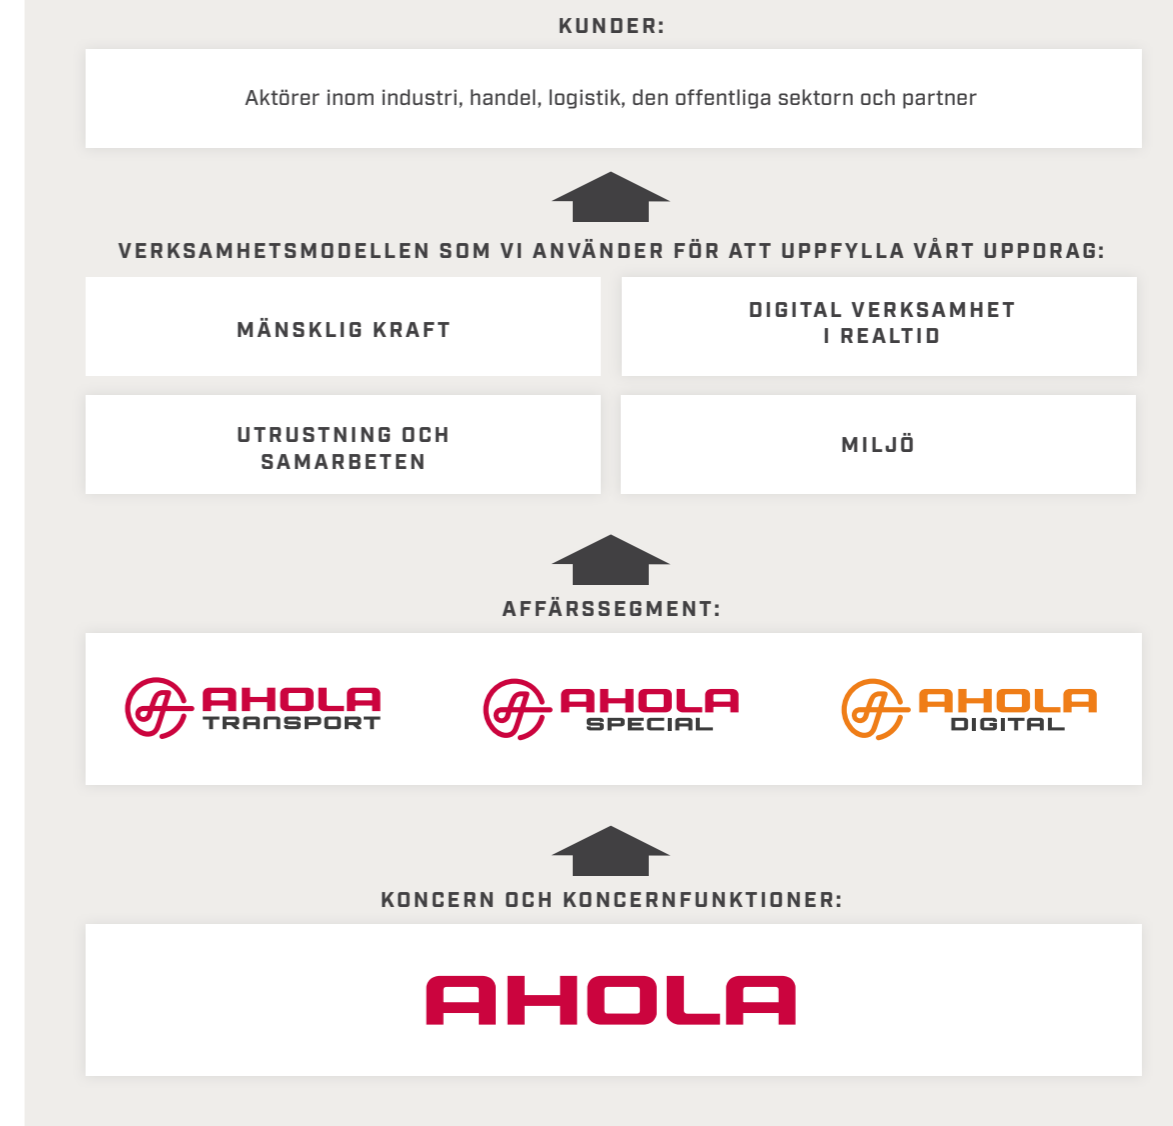 KUNDER:
Aktörer inom industri, handel, logistik, den offentliga sektorn och partner
VERKSAMHETSMODELLEN SOM VI ANVÄNDER FÖR ATT UPPFYLLA VÅRT UPPDRAG:
MÄNSKLIG KRAFT
DIGITAL VERKSAMHET
I REALTID
UTRUSTNING OCH
SAMARBETEN
MILJÖ
AFFÄRSSEGMENT:
AHOLA
TRANSPORT
AHOLA
SPECIAL
AHOLA
DIGITAL
KONCERN OCH KONCERNFUNKTIONER:
AHOLA